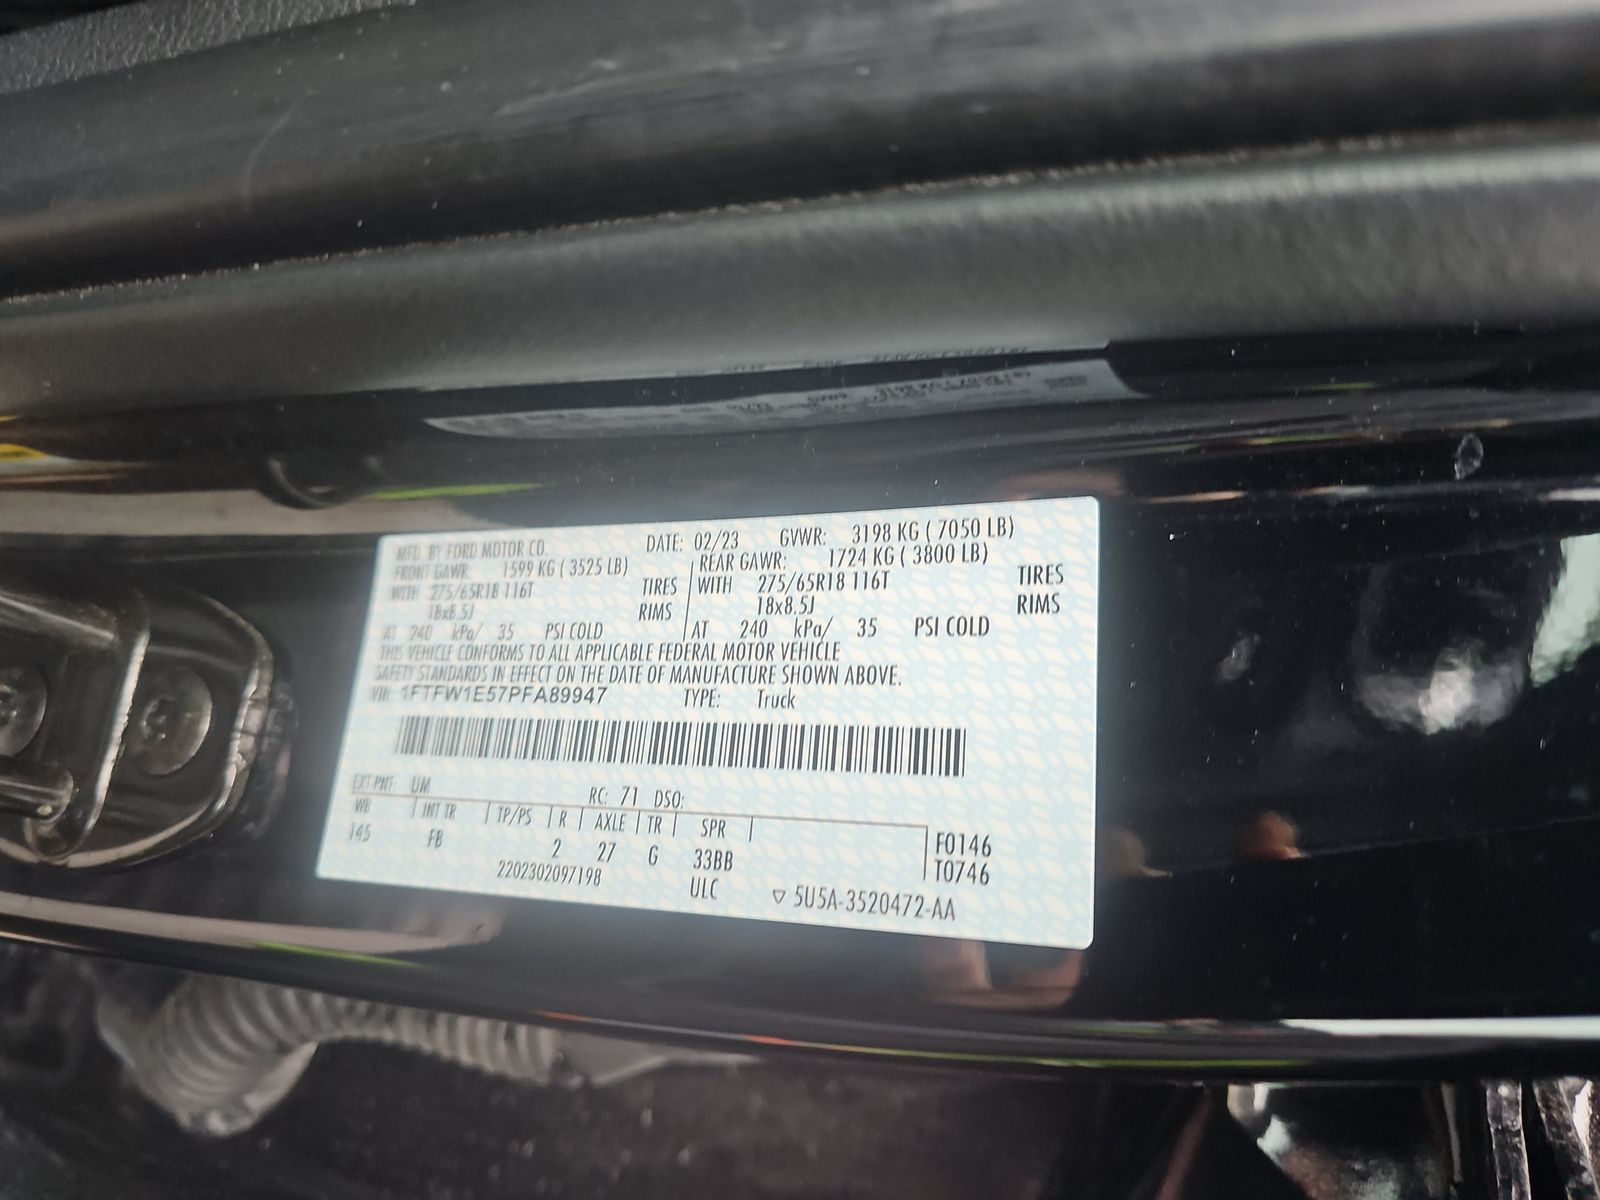 MFD. BY FORD MOTOR CO. DATE: 02/23 GVWR: 3198 KG ( 7050 LB)
FRONT GAWR: 1599 KG ( 3525 LB) REAR GAWR: 1724 KG ( 3800 LB)
WITH 275/65R18 116T TIRES WITH 275/65R18 116T TIRES
18x8.5J RIMS 18x8.5J RIMS
AT 240 kPa/ 35 PSI COLD AT 240 kPa/ 35 PSI COLD
THIS VEHICLE CONFORMS TO ALL APPLICABLE FEDERAL MOTOR VEHICLE
SAFETY STANDARDS IN EFFECT ON THE DATE OF MANUFACTURE SHOWN ABOVE.
VIN: 1FTFW1E57PFA89947 TYPE: Truck
EXT PNT: UM RC: 71 DSO:
WB INT TR TP/PS R AXLE TR SPR
145 FB 2 27 G 33BB F0146
T0746
2202302097198 ULC ▽ 5U5A-3520472-AA